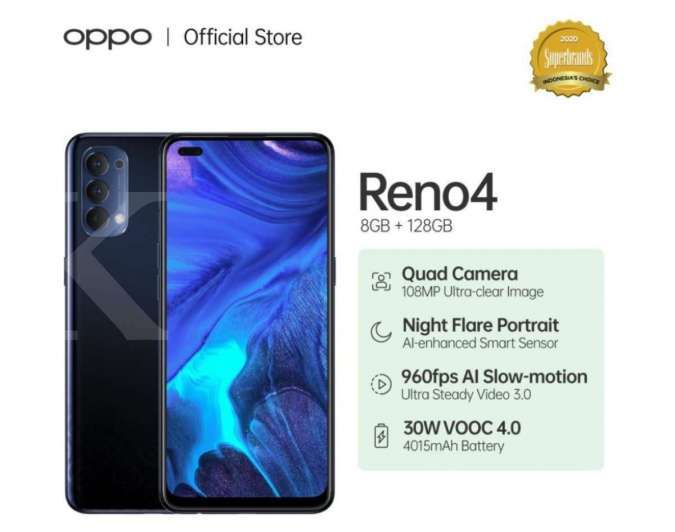 oppo | Official Store
2020
Superbrands
INDONESIA'S CHOICE
Reno4
8GB + 128GB
Quad Camera
108MP Ultra-clear Image
Night Flare Portrait
AI-enhanced Smart Sensor
960fps AI Slow-motion
Ultra Steady Video 3.0
30W VOOC 4.0
4015mAh Battery
K